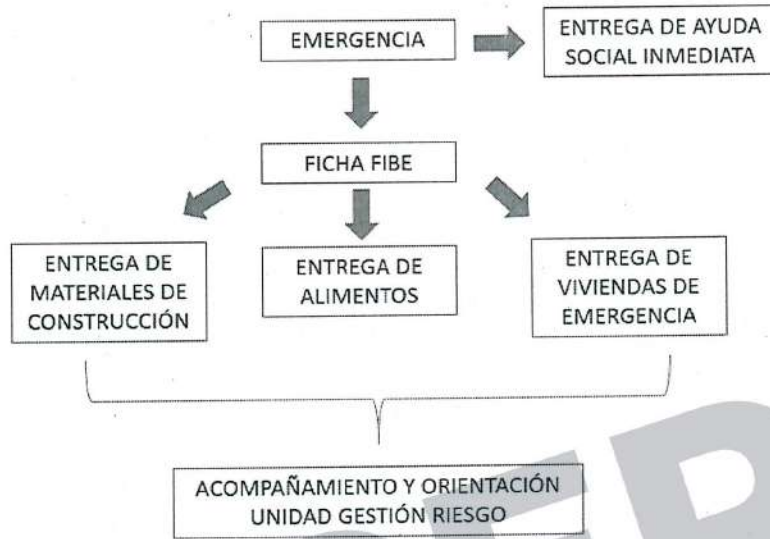 EMERGENCIA
ENTREGA DE AYUDA
SOCIAL INMEDIATA
FICHA FIBE
ENTREGA DE
MATERIALES DE
CONSTRUCCIÓN
ENTREGA DE
ALIMENTOS
ENTREGA DE
VIVIENDAS DE
EMERGENCIA
ACOMPAÑAMIENTO Y ORIENTACIÓN
UNIDAD GESTIÓN RIESGO